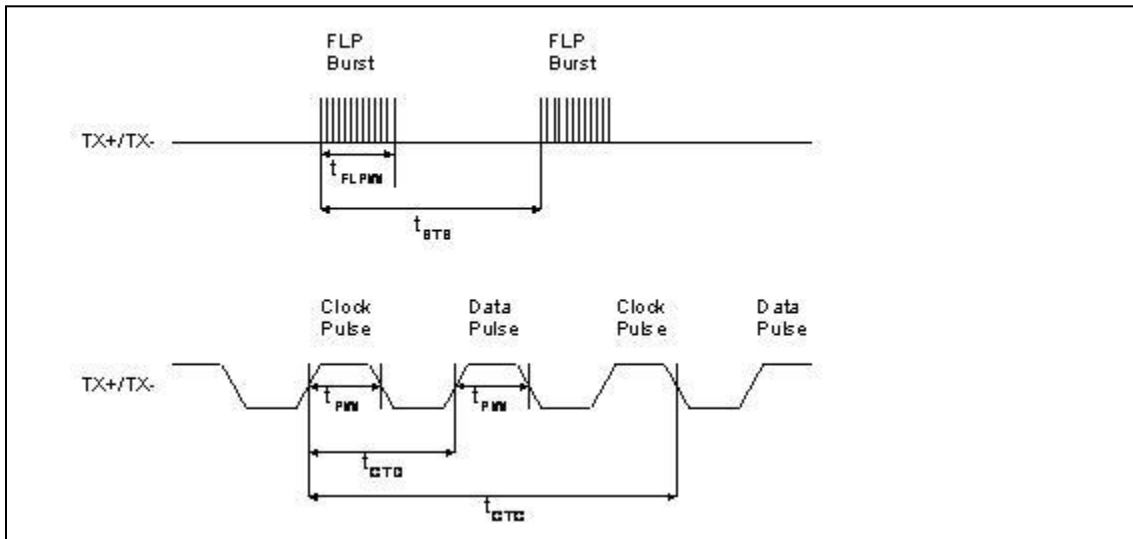 FLP
Burst
FLP
Burst
TX+/TX-
tFLPW
tBTB
Clock
Pulse
Data
Pulse
Clock
Pulse
Data
Pulse
TX+/TX-
tPW
tPW
tCTD
tCTC